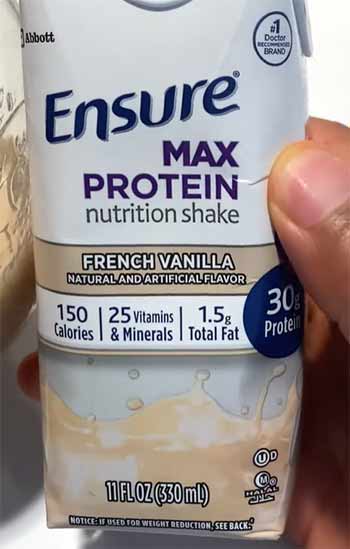 Abbott
#1
Doctor
RECOMMENDED
BRAND
Ensure®
MAX
PROTEIN
nutrition shake
FRENCH VANILLA
NATURAL AND ARTIFICIAL FLAVOR
150 Calories | 25 Vitamins & Minerals | 1.5g Total Fat
30g
Protein
U D
M
HALAL
11 FL OZ (330 mL)
NOTICE: IF USED FOR WEIGHT REDUCTION, SEE BACK.